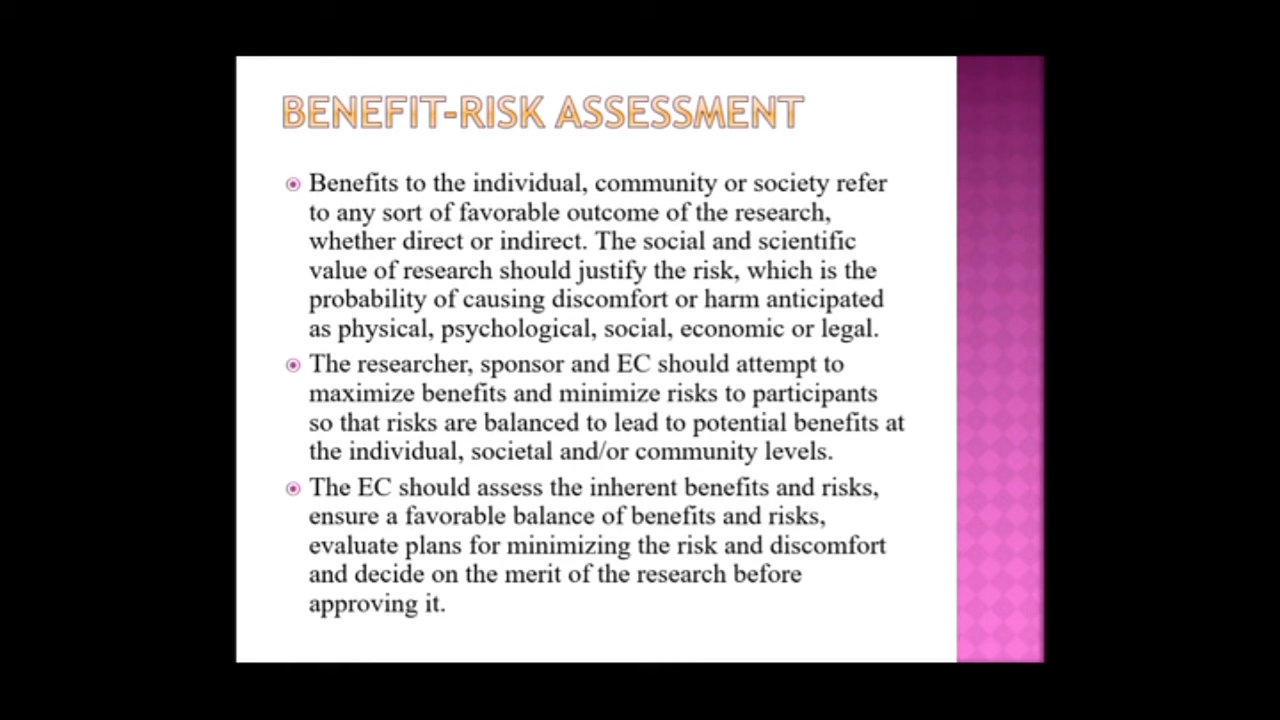 BENEFIT-RISK ASSESSMENT
Benefits to the individual, community or society refer
to any sort of favorable outcome of the research,
whether direct or indirect. The social and scientific
value of research should justify the risk, which is the
probability of causing discomfort or harm anticipated
as physical, psychological, social, economic or legal.
The researcher, sponsor and EC should attempt to
maximize benefits and minimize risks to participants
so that risks are balanced to lead to potential benefits at
the individual, societal and/or community levels.
The EC should assess the inherent benefits and risks,
ensure a favorable balance of benefits and risks,
evaluate plans for minimizing the risk and discomfort
and decide on the merit of the research before
approving it.